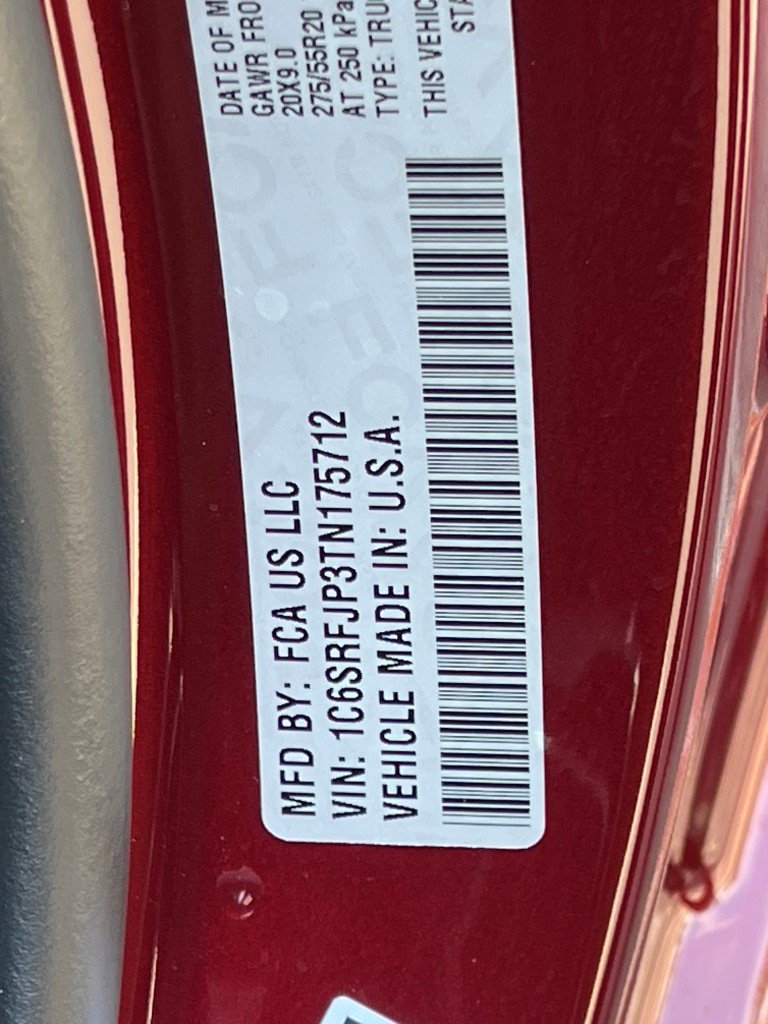 MFD BY: FCA US LLC
VIN: 1C6SRFJP3TN175712
VEHICLE MADE IN: U.S.A.
DATE OF M
GAWR FRO
20X9.0
275/55R20
AT 250 kPa
TYPE: TRU
THIS VEHIC
STA